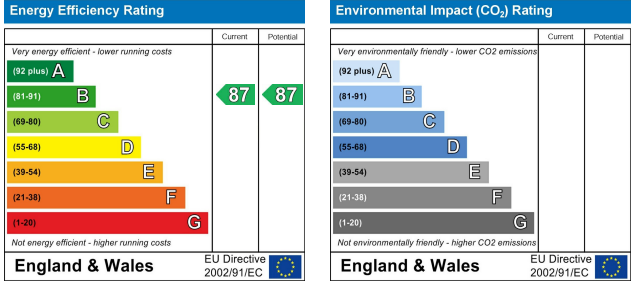 Energy Efficiency Rating
Current Potential
Very energy efficient - lower running costs
(92 plus) A
(81-91) B 87 87
(69-80) C
(55-68) D
(39-54) E
(21-38) F
(1-20) G
Not energy efficient - higher running costs
England & Wales
EU Directive
2002/91/EC
Environmental Impact (CO₂) Rating
Current Potential
Very environmentally friendly - lower CO2 emissions
(92 plus) A
(81-91) B
(69-80) C
(55-68) D
(39-54) E
(21-38) F
(1-20) G
Not environmentally friendly - higher CO2 emissions
England & Wales
EU Directive
2002/91/EC